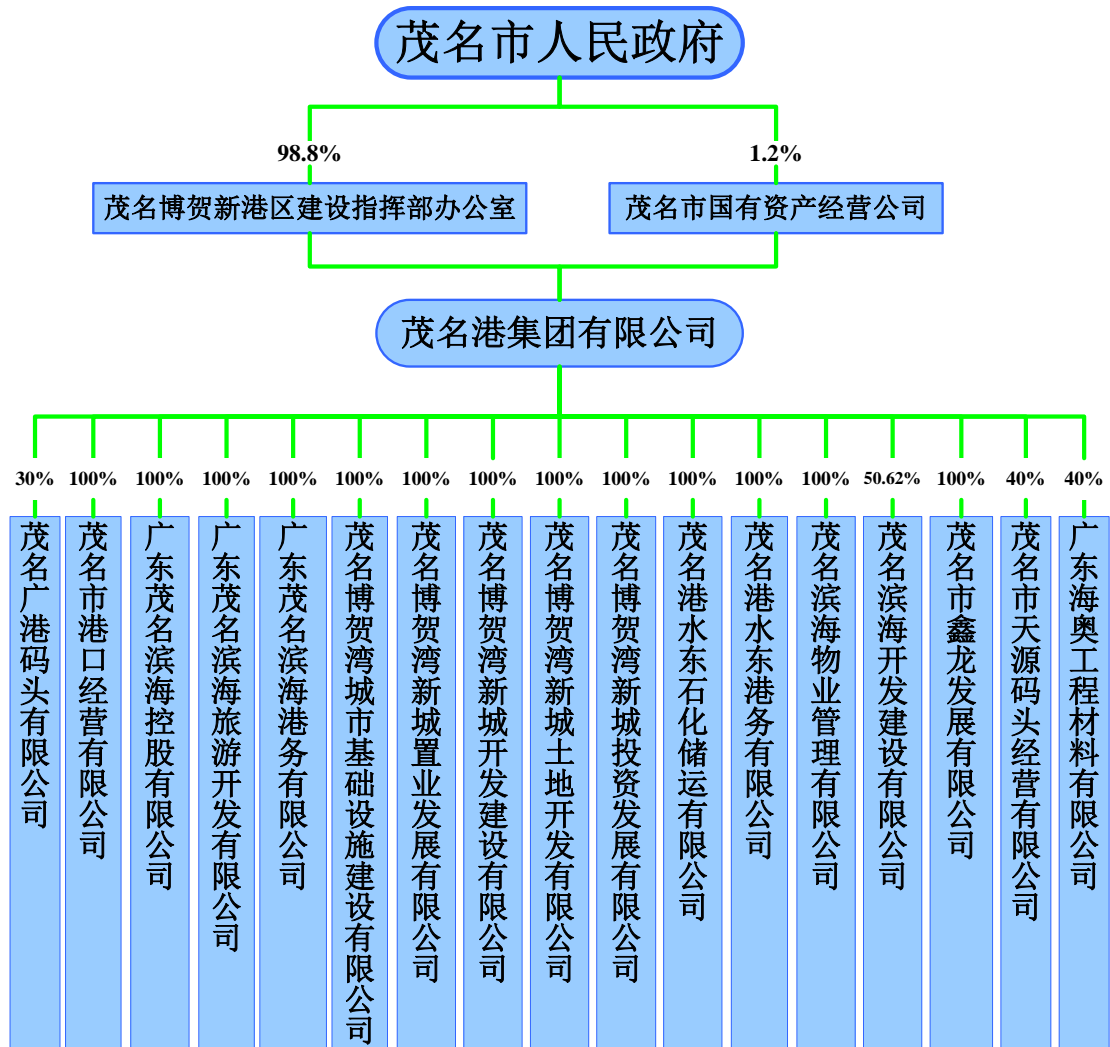 茂名市人民政府
98.8%
1.2%
茂名博贺新港区建设指挥部办公室
茂名市国有资产经营公司
茂名港集团有限公司
30%
100%
100%
100%
100%
100%
100%
100%
100%
100%
100%
100%
100%
50.62%
100%
40%
40%
茂名广港码头有限公司
茂名市港口经营有限公司
广东茂名滨海控股有限公司
广东茂名滨海旅游开发有限公司
广东茂名滨海港务有限公司
茂名博贺湾城市基础设施建设有限公司
茂名博贺湾新城置业发展有限公司
茂名博贺湾新城开发建设有限公司
茂名博贺湾新城土地开发有限公司
茂名博贺湾新城投资发展有限公司
茂名港水东石化储运有限公司
茂名港水东港务有限公司
茂名滨海物业管理有限公司
茂名滨海开发建设有限公司
茂名市鑫龙发展有限公司
茂名市天源码头经营有限公司
广东海奥工程材料有限公司